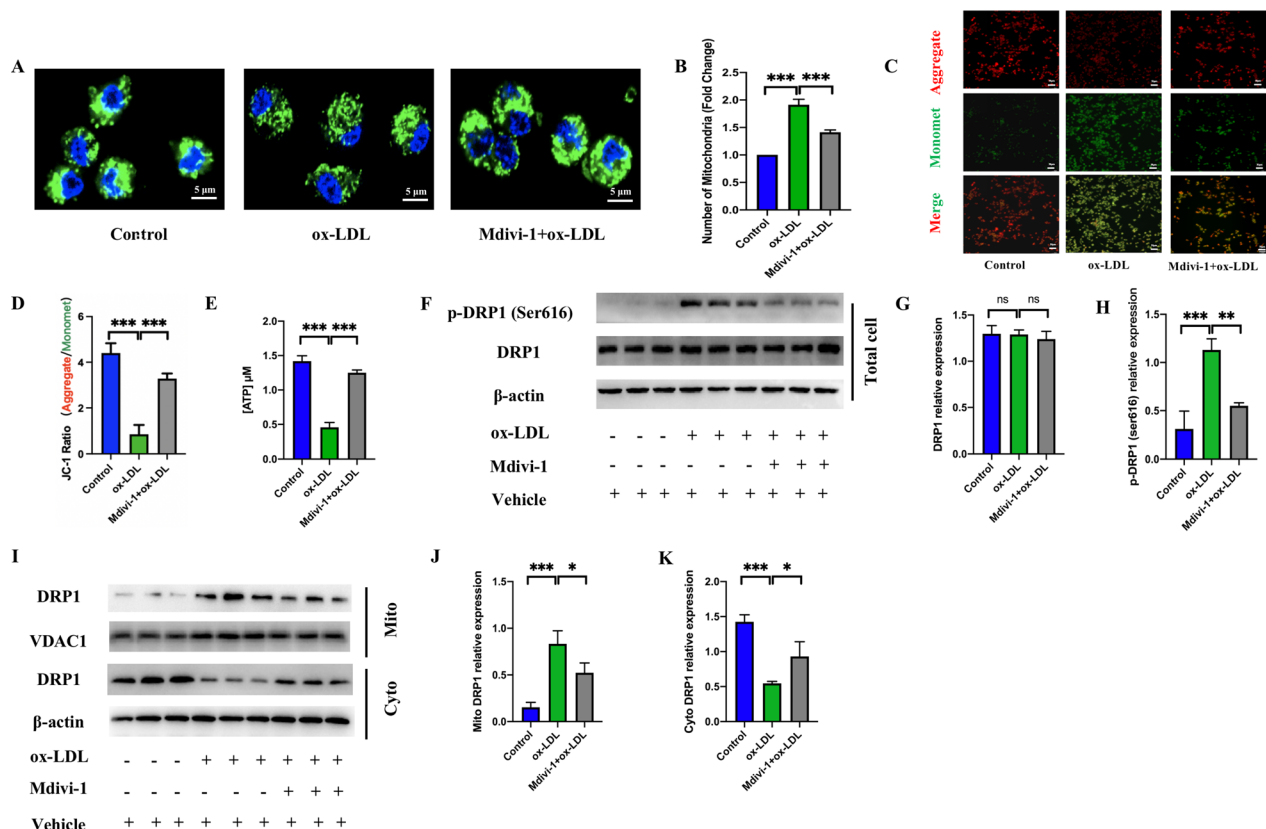 A
5 μm
5 μm
5 μm
Control
ox-LDL
Mdivi-1+ox-LDL
B
Number of Mitochondria (Fold Change)
2.5
2.0
1.5
1.0
0.5
0.0
***
***
Control
ox-LDL
Mdivi-1+ox-LDL
C
Aggregate
Monomet
Merge
Control
ox-LDL
Mdivi-1+ox-LDL
D
JC-1 Ratio (Aggregate/Monomet)
6
4
2
0
***
***
Control
ox-LDL
Mdivi-1+ox-LDL
E
[ATP] μM
2.0
1.5
1.0
0.5
0.0
***
***
Control
ox-LDL
Mdivi-1+ox-LDL
F
p-DRP1 (Ser616)
DRP1
β-actin
Total cell
ox-LDL - - - + + + + + +
Mdivi-1 - - - - - - + + +
Vehicle + + + + + + + + +
G
DRP1 relative expression
1.5
1.0
0.5
0.0
ns
ns
Control
ox-LDL
Mdivi-1+ox-LDL
H
p-DRP1 (ser616) relative expression
1.5
1.0
0.5
0.0
***
**
Control
ox-LDL
Mdivi-1+ox-LDL
I
DRP1
VDAC1
Mito
DRP1
β-actin
Cyto
ox-LDL - - - + + + + + +
Mdivi-1 - - - - - - + + +
Vehicle + + + + + + + + +
J
Mito DRP1 relative expression
1.5
1.0
0.5
0.0
***
*
Control
ox-LDL
Mdivi-1+ox-LDL
K
Cyto DRP1 relative expression
2.0
1.5
1.0
0.5
0.0
***
*
Control
ox-LDL
Mdivi-1+ox-LDL